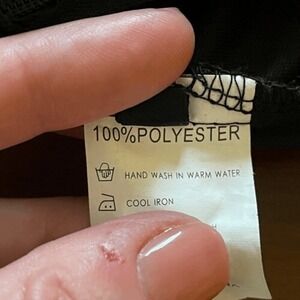 100%POLYESTER
HAND WASH IN WARM WATER
COOL IRON